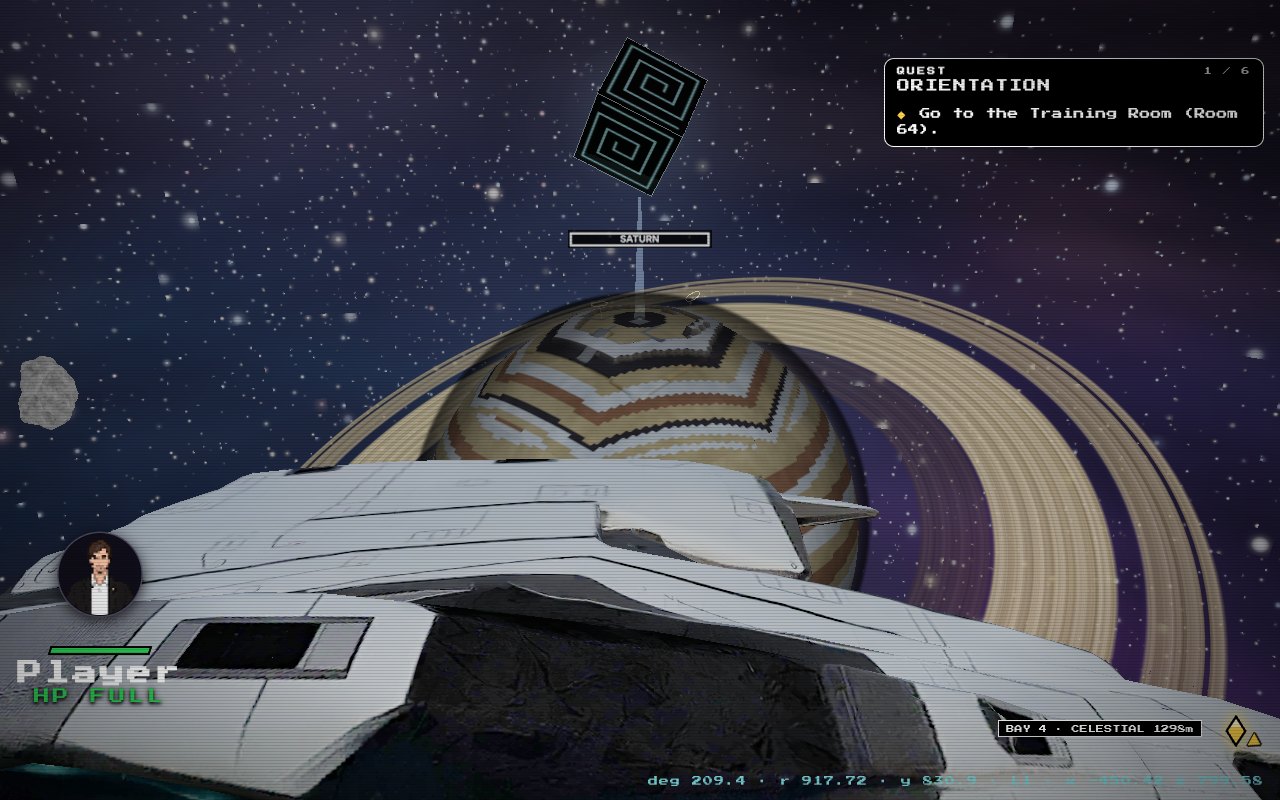 QUEST 1 / 6
ORIENTATION
◆ Go to the Training Room (Room
64).
SATURN
Player
HP FULL
BAY 4 · CELESTIAL 1298m
deg 209.4 · r 917.72 · y 830.9